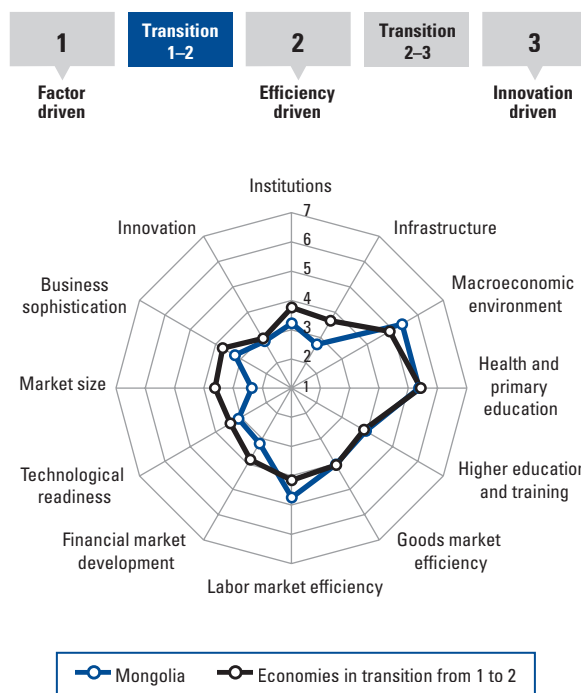 1
Transition
1–2
2
Transition
2–3
3
Factor
driven
Efficiency
driven
Innovation
driven
Institutions
7
6
5
4
3
2
1
Infrastructure
Macroeconomic
environment
Health and
primary
education
Higher education
and training
Goods market
efficiency
Labor market efficiency
Financial market
development
Technological
readiness
Market size
Business
sophistication
Innovation
Mongolia
Economies in transition from 1 to 2